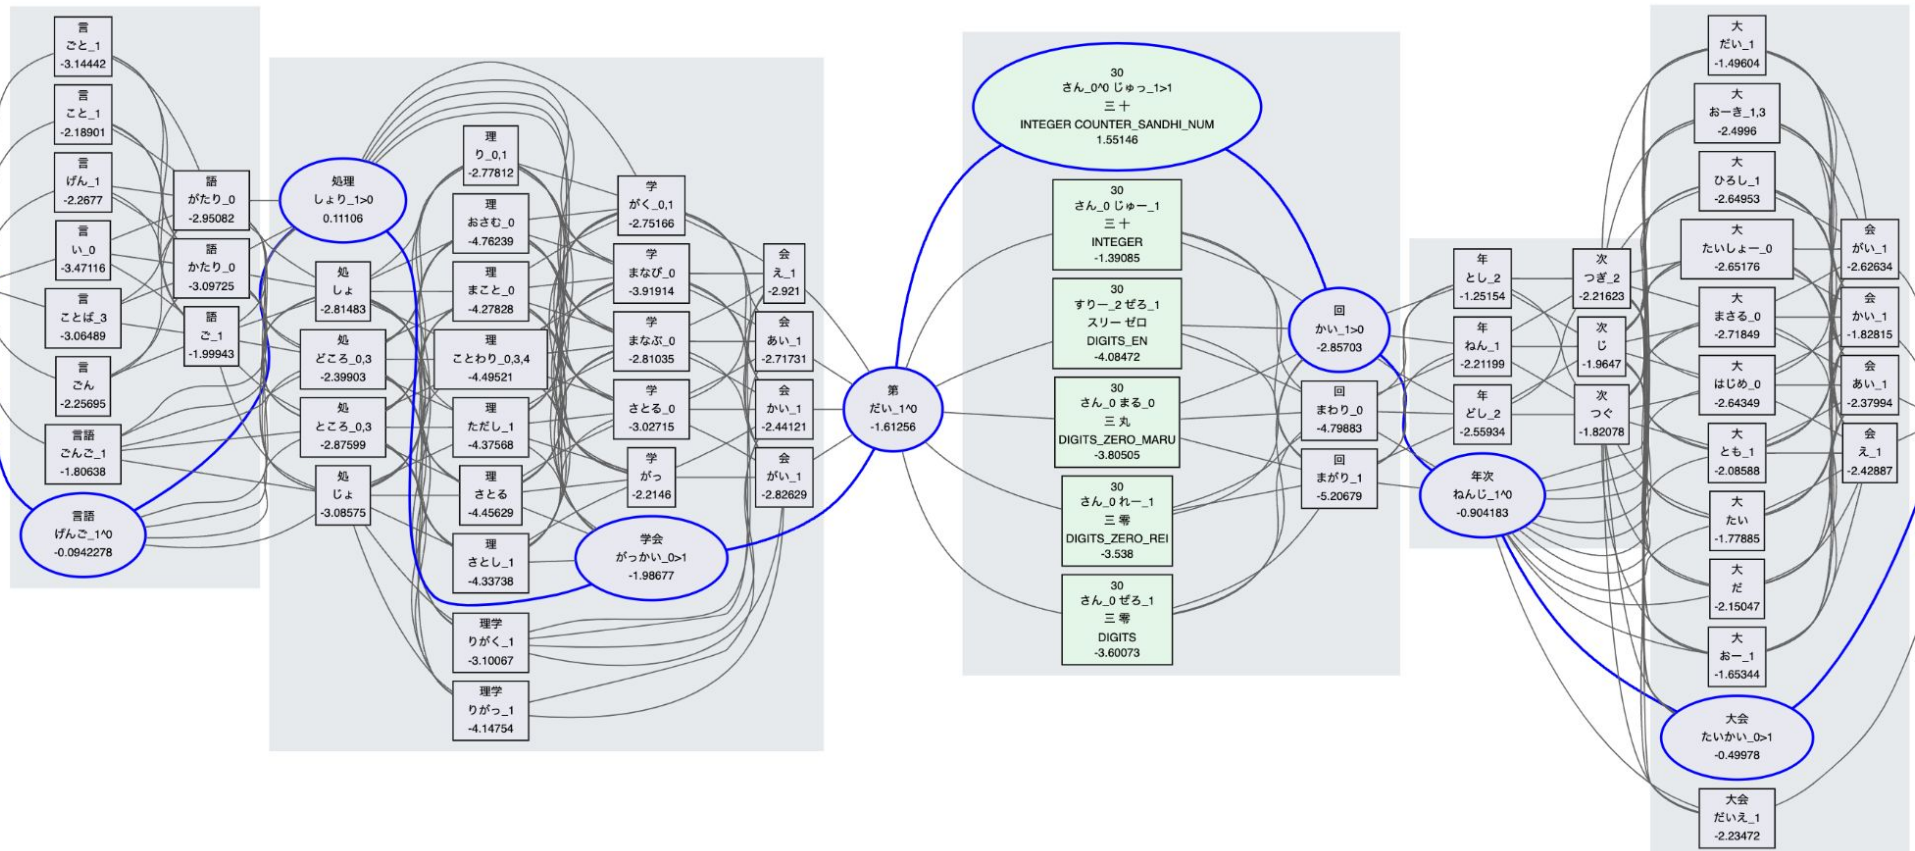 言
ごと_1
-3.14442
言
こと_1
-2.18901
言
げん_1
-2.2677
言
い_0
-3.47116
言
ことば_3
-3.06489
言
ごん
-2.25695
言語
ごんご_1
-1.80638
言語
げんご_1^0
-0.0942278
語
がたり_0
-2.95082
語
かたり_0
-3.09725
語
ご_1
-1.99943
処理
しょり_1>0
0.11106
処
しょ
-2.81483
処
どころ_0,3
-2.39903
処
ところ_0,3
-2.87599
処
じょ
-3.08575
理
り_0,1
-2.77812
理
おさむ_0
-4.76239
理
まこと_0
-4.27828
理
ことわり_0,3,4
-4.49521
理
ただし_1
-4.37568
理
さとる
-4.45629
理
さとし_1
-4.33738
理学
りがく_1
-3.10067
理学
りがっ_1
-4.14754
学
がく_0,1
-2.75166
学
まなび_0
-3.91914
学
まなぶ_0
-2.81035
学
さとる_0
-3.02715
学
がっ
-2.2146
学会
がっかい_0>1
-1.98677
会
え_1
-2.921
会
あい_1
-2.71731
会
かい_1
-2.44121
会
がい_1
-2.82629
第
だい_1^0
-1.61256
30
さん_0^0 じゅっ_1>1
三 十
INTEGER COUNTER_SANDHI_NUM
1.55146
30
さん_0 じゅー_1
三 十
INTEGER
-1.39085
30
すりー_2 ぜろ_1
スリー ゼロ
DIGITS_EN
-4.08472
30
さん_0 まる_0
三 丸
DIGITS_ZERO_MARU
-3.80505
30
さん_0 れー_1
三 零
DIGITS_ZERO_REI
-3.538
30
さん_0 ぜろ_1
三 零
DIGITS
-3.60073
回
かい_1>0
-2.85703
回
まわり_0
-4.79883
回
まがり_1
-5.20679
年
とし_2
-1.25154
年
ねん_1
-2.21199
年
どし_2
-2.55934
年次
ねんじ_1^0
-0.904183
次
つぎ_2
-2.21623
次
じ
-1.9647
次
つぐ
-1.82078
大
だい_1
-1.49604
大
おーき_1,3
-2.4996
大
ひろし_1
-2.64953
大
たいしょー_0
-2.65176
大
まさる_0
-2.71849
大
はじめ_0
-2.64349
大
とも_1
-2.08588
大
たい
-1.77885
大
だ
-2.15047
大
おー_1
-1.65344
大会
たいかい_0>1
-0.49978
大会
だいえ_1
-2.23472
会
がい_1
-2.62634
会
かい_1
-1.82815
会
あい_1
-2.37994
会
え_1
-2.42887